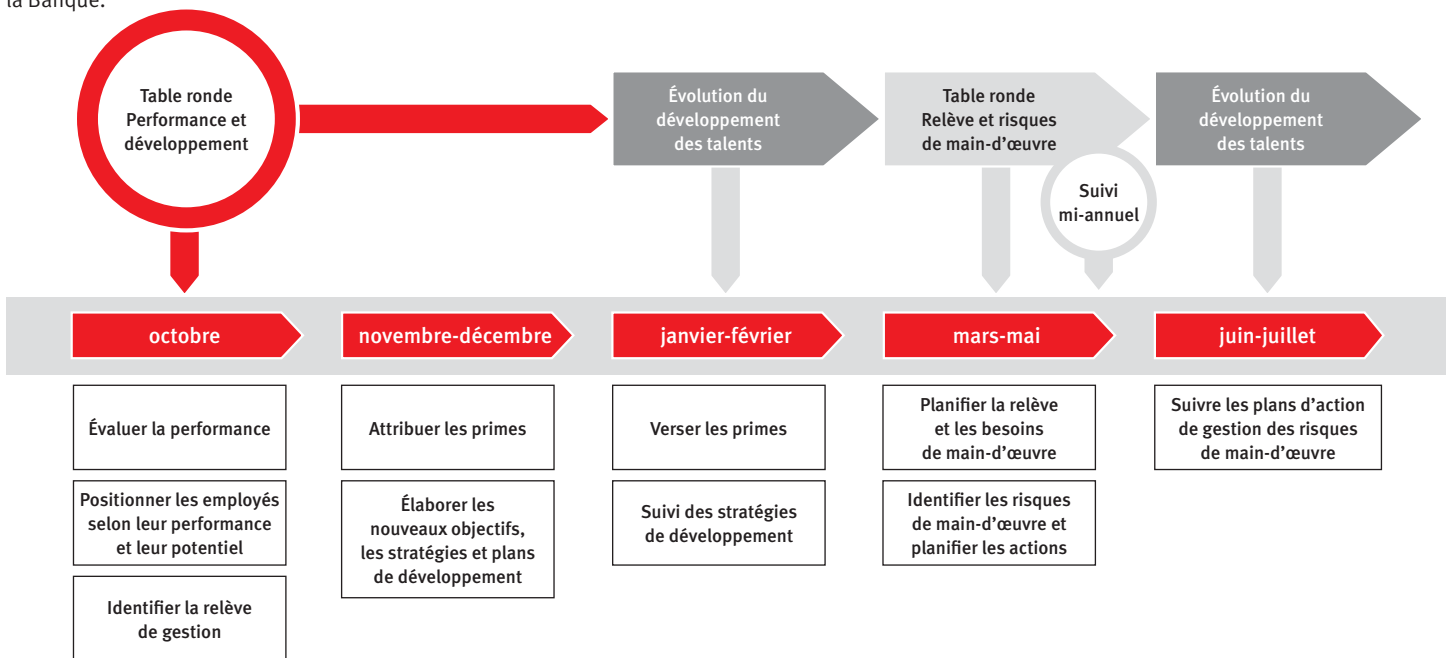 la Banque.
Table ronde
Performance et
développement
Évolution du
développement
des talents
Table ronde
Relève et risques
de main-d’œuvre
Suivi
mi-annuel
Évolution du
développement
des talents
octobre
novembre-décembre
janvier-février
mars-mai
juin-juillet
Évaluer la performance
Positionner les employés
selon leur performance
et leur potentiel
Identifier la relève
de gestion
Attribuer les primes
Élaborer les
nouveaux objectifs,
les stratégies et plans
de développement
Verser les primes
Suivi des stratégies
de développement
Planifier la relève
et les besoins
de main-d’œuvre
Identifier les risques
de main-d’œuvre et
planifier les actions
Suivre les plans d’action
de gestion des risques
de main-d’œuvre